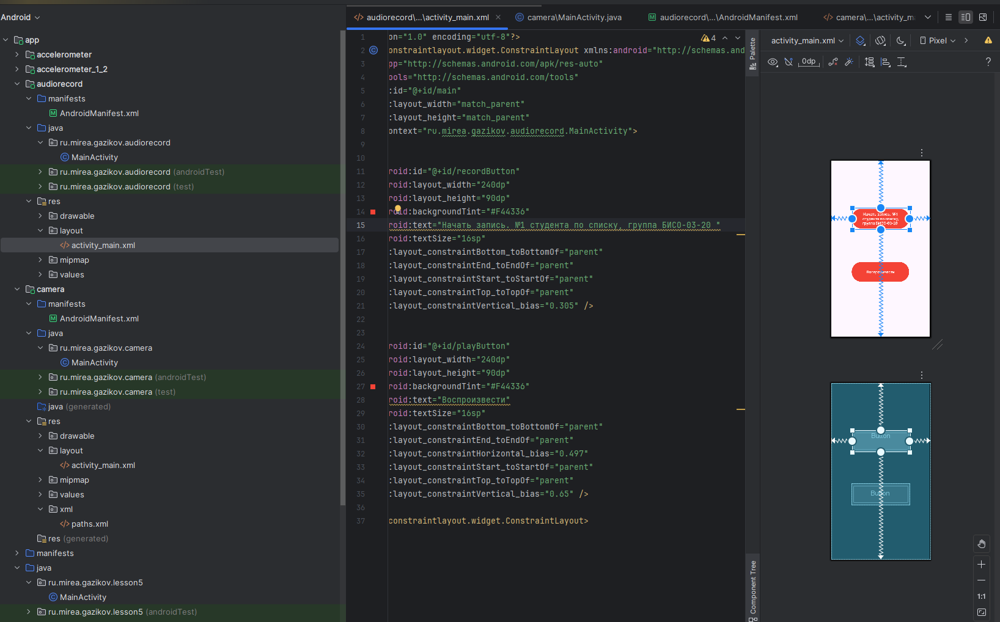 Android
app
accelerometer
accelerometer_1_2
audiorecord
manifests
AndroidManifest.xml
java
ru.mirea.gazikov.audiorecord
MainActivity
ru.mirea.gazikov.audiorecord (androidTest)
ru.mirea.gazikov.audiorecord (test)
res
drawable
layout
activity_main.xml
mipmap
values
camera
manifests
AndroidManifest.xml
java
ru.mirea.gazikov.camera
MainActivity
ru.mirea.gazikov.camera (androidTest)
ru.mirea.gazikov.camera (test)
java (generated)
res
drawable
layout
activity_main.xml
mipmap
values
xml
paths.xml
res (generated)
manifests
java
ru.mirea.gazikov.lesson5
MainActivity
ru.mirea.gazikov.lesson5 (androidTest)
audiorecord\...\activity_main.xml
camera\MainActivity.java
audiorecord\...\AndroidManifest.xml
camera\...\activity_m
4
1 on="1.0" encoding="utf-8"?>
2 onstraintlayout.widget.ConstraintLayout xmlns:android="http://schemas.and
3 pp="http://schemas.android.com/apk/res-auto"
4 ools="http://schemas.android.com/tools"
5 :id="@+id/main"
6 :layout_width="match_parent"
7 :layout_height="match_parent"
8 ontext="ru.mirea.gazikov.audiorecord.MainActivity">
9
10
11 roid:id="@+id/recordButton"
12 roid:layout_width="240dp"
13 roid:layout_height="90dp"
14 roid:backgroundTint="#F44336"
15 roid:text="Начать запись. №1 студента по списку, группа БИСО-03-20 "
16 roid:textSize="16sp"
17 :layout_constraintBottom_toBottomOf="parent"
18 :layout_constraintEnd_toEndOf="parent"
19 :layout_constraintStart_toStartOf="parent"
20 :layout_constraintTop_toTopOf="parent"
21 :layout_constraintVertical_bias="0.305" />
22
23
24 roid:id="@+id/playButton"
25 roid:layout_width="240dp"
26 roid:layout_height="90dp"
27 roid:backgroundTint="#F44336"
28 roid:text="Воспроизвести"
29 roid:textSize="16sp"
30 :layout_constraintBottom_toBottomOf="parent"
31 :layout_constraintEnd_toEndOf="parent"
32 :layout_constraintHorizontal_bias="0.497"
33 :layout_constraintStart_toStartOf="parent"
34 :layout_constraintTop_toTopOf="parent"
35 :layout_constraintVertical_bias="0.65" />
36
37 constraintlayout.widget.ConstraintLayout>
Palette
Component Tree
activity_main.xml
Pixel
0dp
?
Начать запись. №1
студента по списку,
группа БИСО-03-20
Воспроизвести
Button
Button
1:1